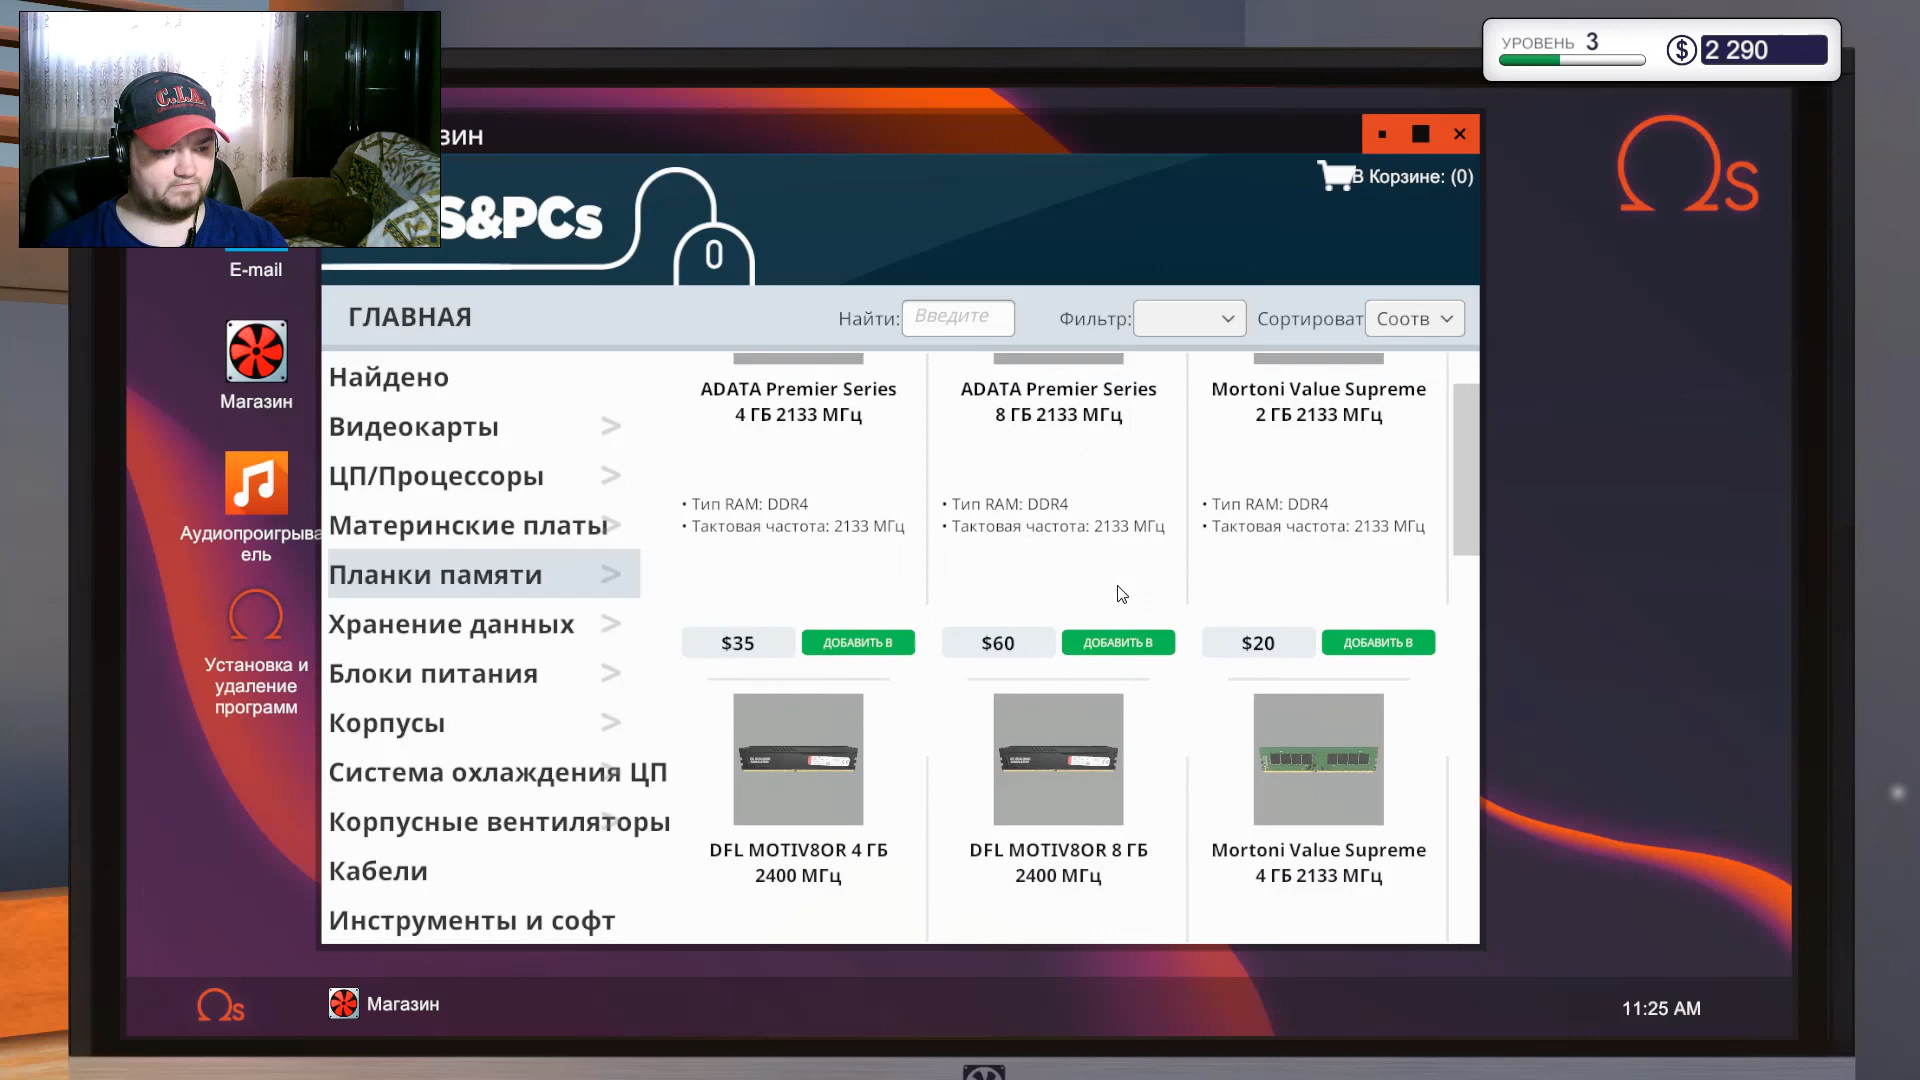 C.I.A.
УРОВЕНЬ 3
$ 2 290
зин
В Корзине: (0)
S&PCs
Ωs
E-mail
Магазин
Аудиопроигрыва
ель
Установка и
удаление
программ
ГЛАВНАЯ
Найти: Введите
Фильтр:
Сортироват Соотв
Найдено
Видеокарты >
ЦП/Процессоры >
Материнские платы >
Планки памяти >
Хранение данных >
Блоки питания >
Корпусы >
Система охлаждения ЦП
Корпусные вентиляторы
Кабели
Инструменты и софт
ADATA Premier Series
4 ГБ 2133 МГц
• Тип RAM: DDR4
• Тактовая частота: 2133 МГц
$35 ДОБАВИТЬ В
ADATA Premier Series
8 ГБ 2133 МГц
• Тип RAM: DDR4
• Тактовая частота: 2133 МГц
$60 ДОБАВИТЬ В
Mortoni Value Supreme
2 ГБ 2133 МГц
• Тип RAM: DDR4
• Тактовая частота: 2133 МГц
$20 ДОБАВИТЬ В
DFL MOTIV8OR 4 ГБ
2400 МГц
DFL MOTIV8OR 8 ГБ
2400 МГц
Mortoni Value Supreme
4 ГБ 2133 МГц
Ωs
Магазин
11:25 AM